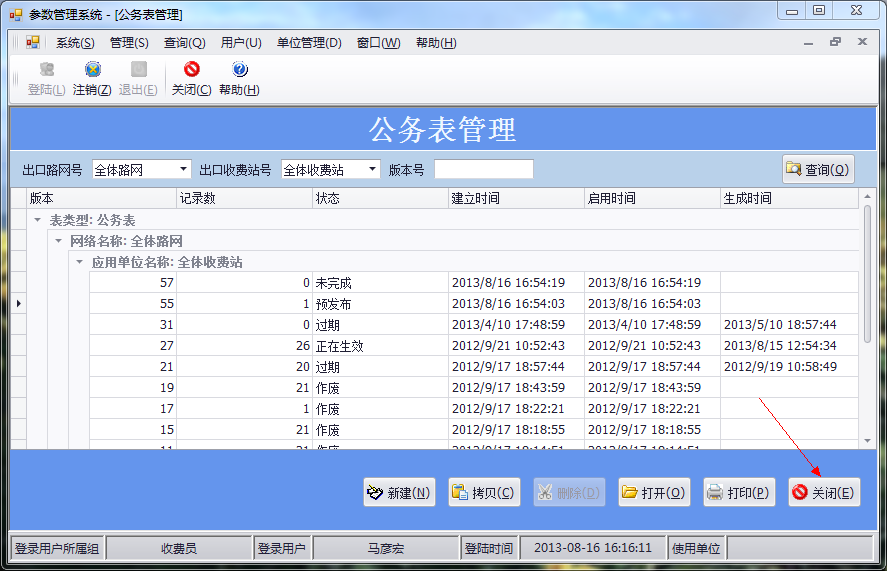 参数管理系统 - [公务表管理]
系统(S) 管理(S) 查询(Q) 用户(U) 单位管理(D) 窗口(W) 帮助(H)
登陆(L) 注销(Z) 退出(E) 关闭(C) 帮助(H)
公务表管理
出口路网号 全体路网 出口收费站号 全体收费站 版本号 查询(Q)
版本 记录数 状态 建立时间 启用时间 生成时间
表类型: 公务表
网络名称: 全体路网
应用单位名称: 全体收费站
57 0 未完成 2013/8/16 16:54:19 2013/8/16 16:54:19
55 1 预发布 2013/8/16 16:54:03 2013/8/16 16:54:03
31 0 过期 2013/4/10 17:48:59 2013/4/10 17:48:59 2013/5/10 18:57:44
27 26 正在生效 2012/9/21 10:52:43 2012/9/21 10:52:43 2013/8/15 12:54:34
21 20 过期 2012/9/17 18:57:44 2012/9/17 18:57:44 2012/9/19 10:58:49
19 21 作废 2012/9/17 18:43:59 2012/9/17 18:43:59
17 1 作废 2012/9/17 18:22:21 2012/9/17 18:22:21
15 21 作废 2012/9/17 18:18:55 2012/9/17 18:18:55
新建(N) 拷贝(C) 删除(D) 打开(O) 打印(P) 关闭(E)
登录用户所属组 收费员 登录用户 马彦宏 登陆时间 2013-08-16 16:16:11 使用单位